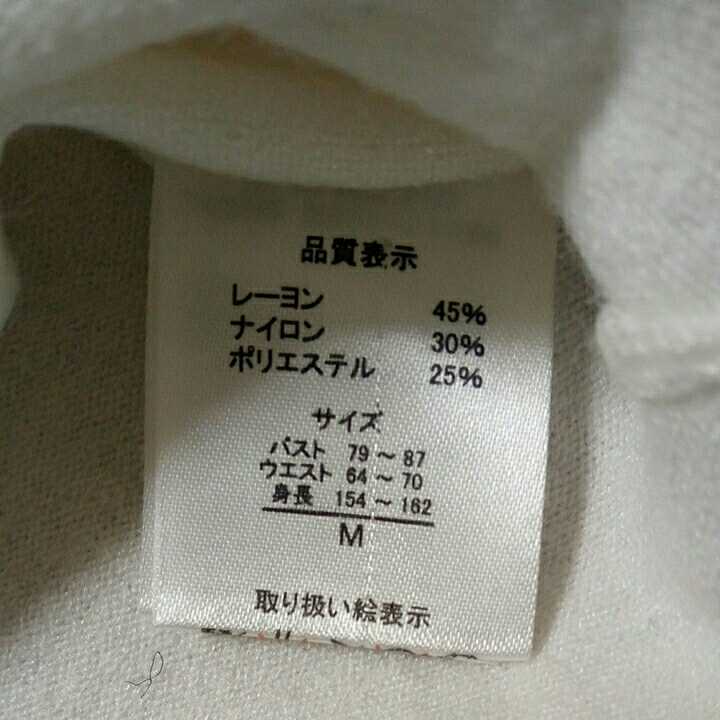 品質表示
レーヨン 45%
ナイロン 30%
ポリエステル 25%
サイズ
バスト 79～87
ウエスト 64～70
身長 154～162
M
取り扱い絵表示